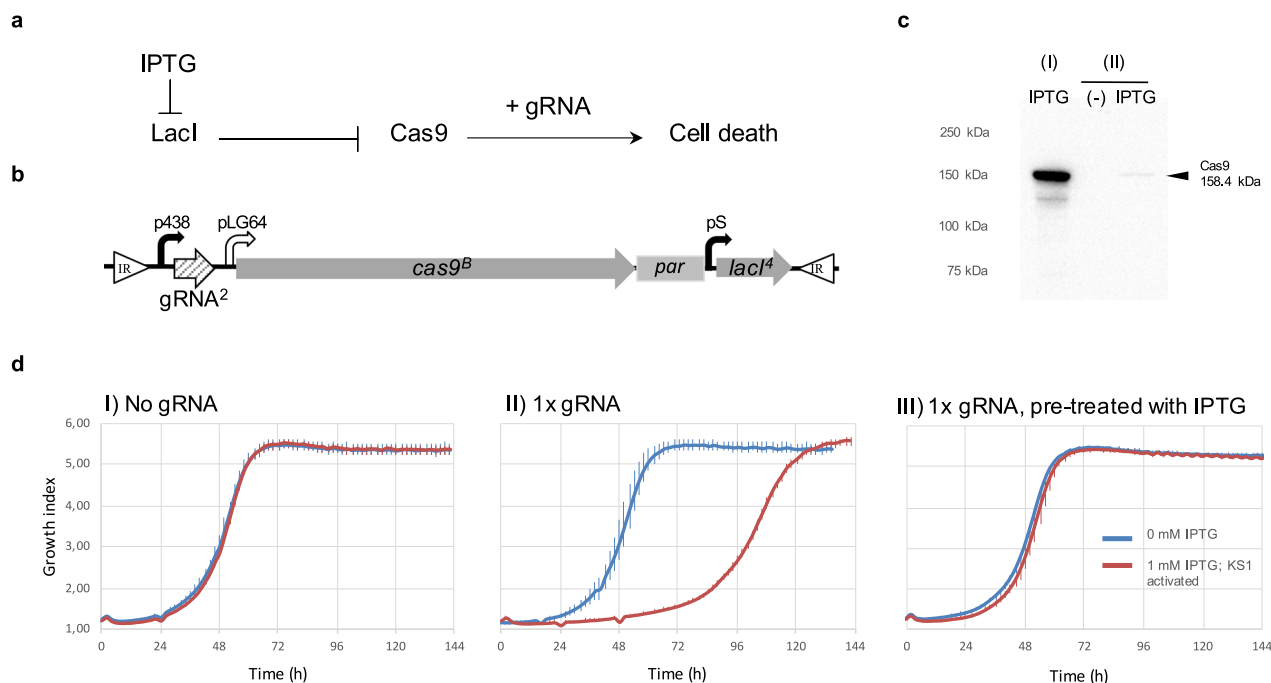 a
IPTG
LacI
Cas9
+ gRNA
Cell death
b
p438
pLG64
pS
IR
cas9ᴮ
par
lacI⁴
IR
gRNA²
c
(I)
(II)
IPTG
(-)
IPTG
250 kDa
150 kDa
100 kDa
75 kDa
Cas9
158.4 kDa
d
I) No gRNA
II) 1x gRNA
III) 1x gRNA, pre-treated with IPTG
Growth index
6,00
5,00
4,00
3,00
2,00
1,00
0 24 48 72 96 120 144
0 24 48 72 96 120 144
0 24 48 72 96 120 144
Time (h)
Time (h)
Time (h)
0 mM IPTG
1 mM IPTG; KS1
activated